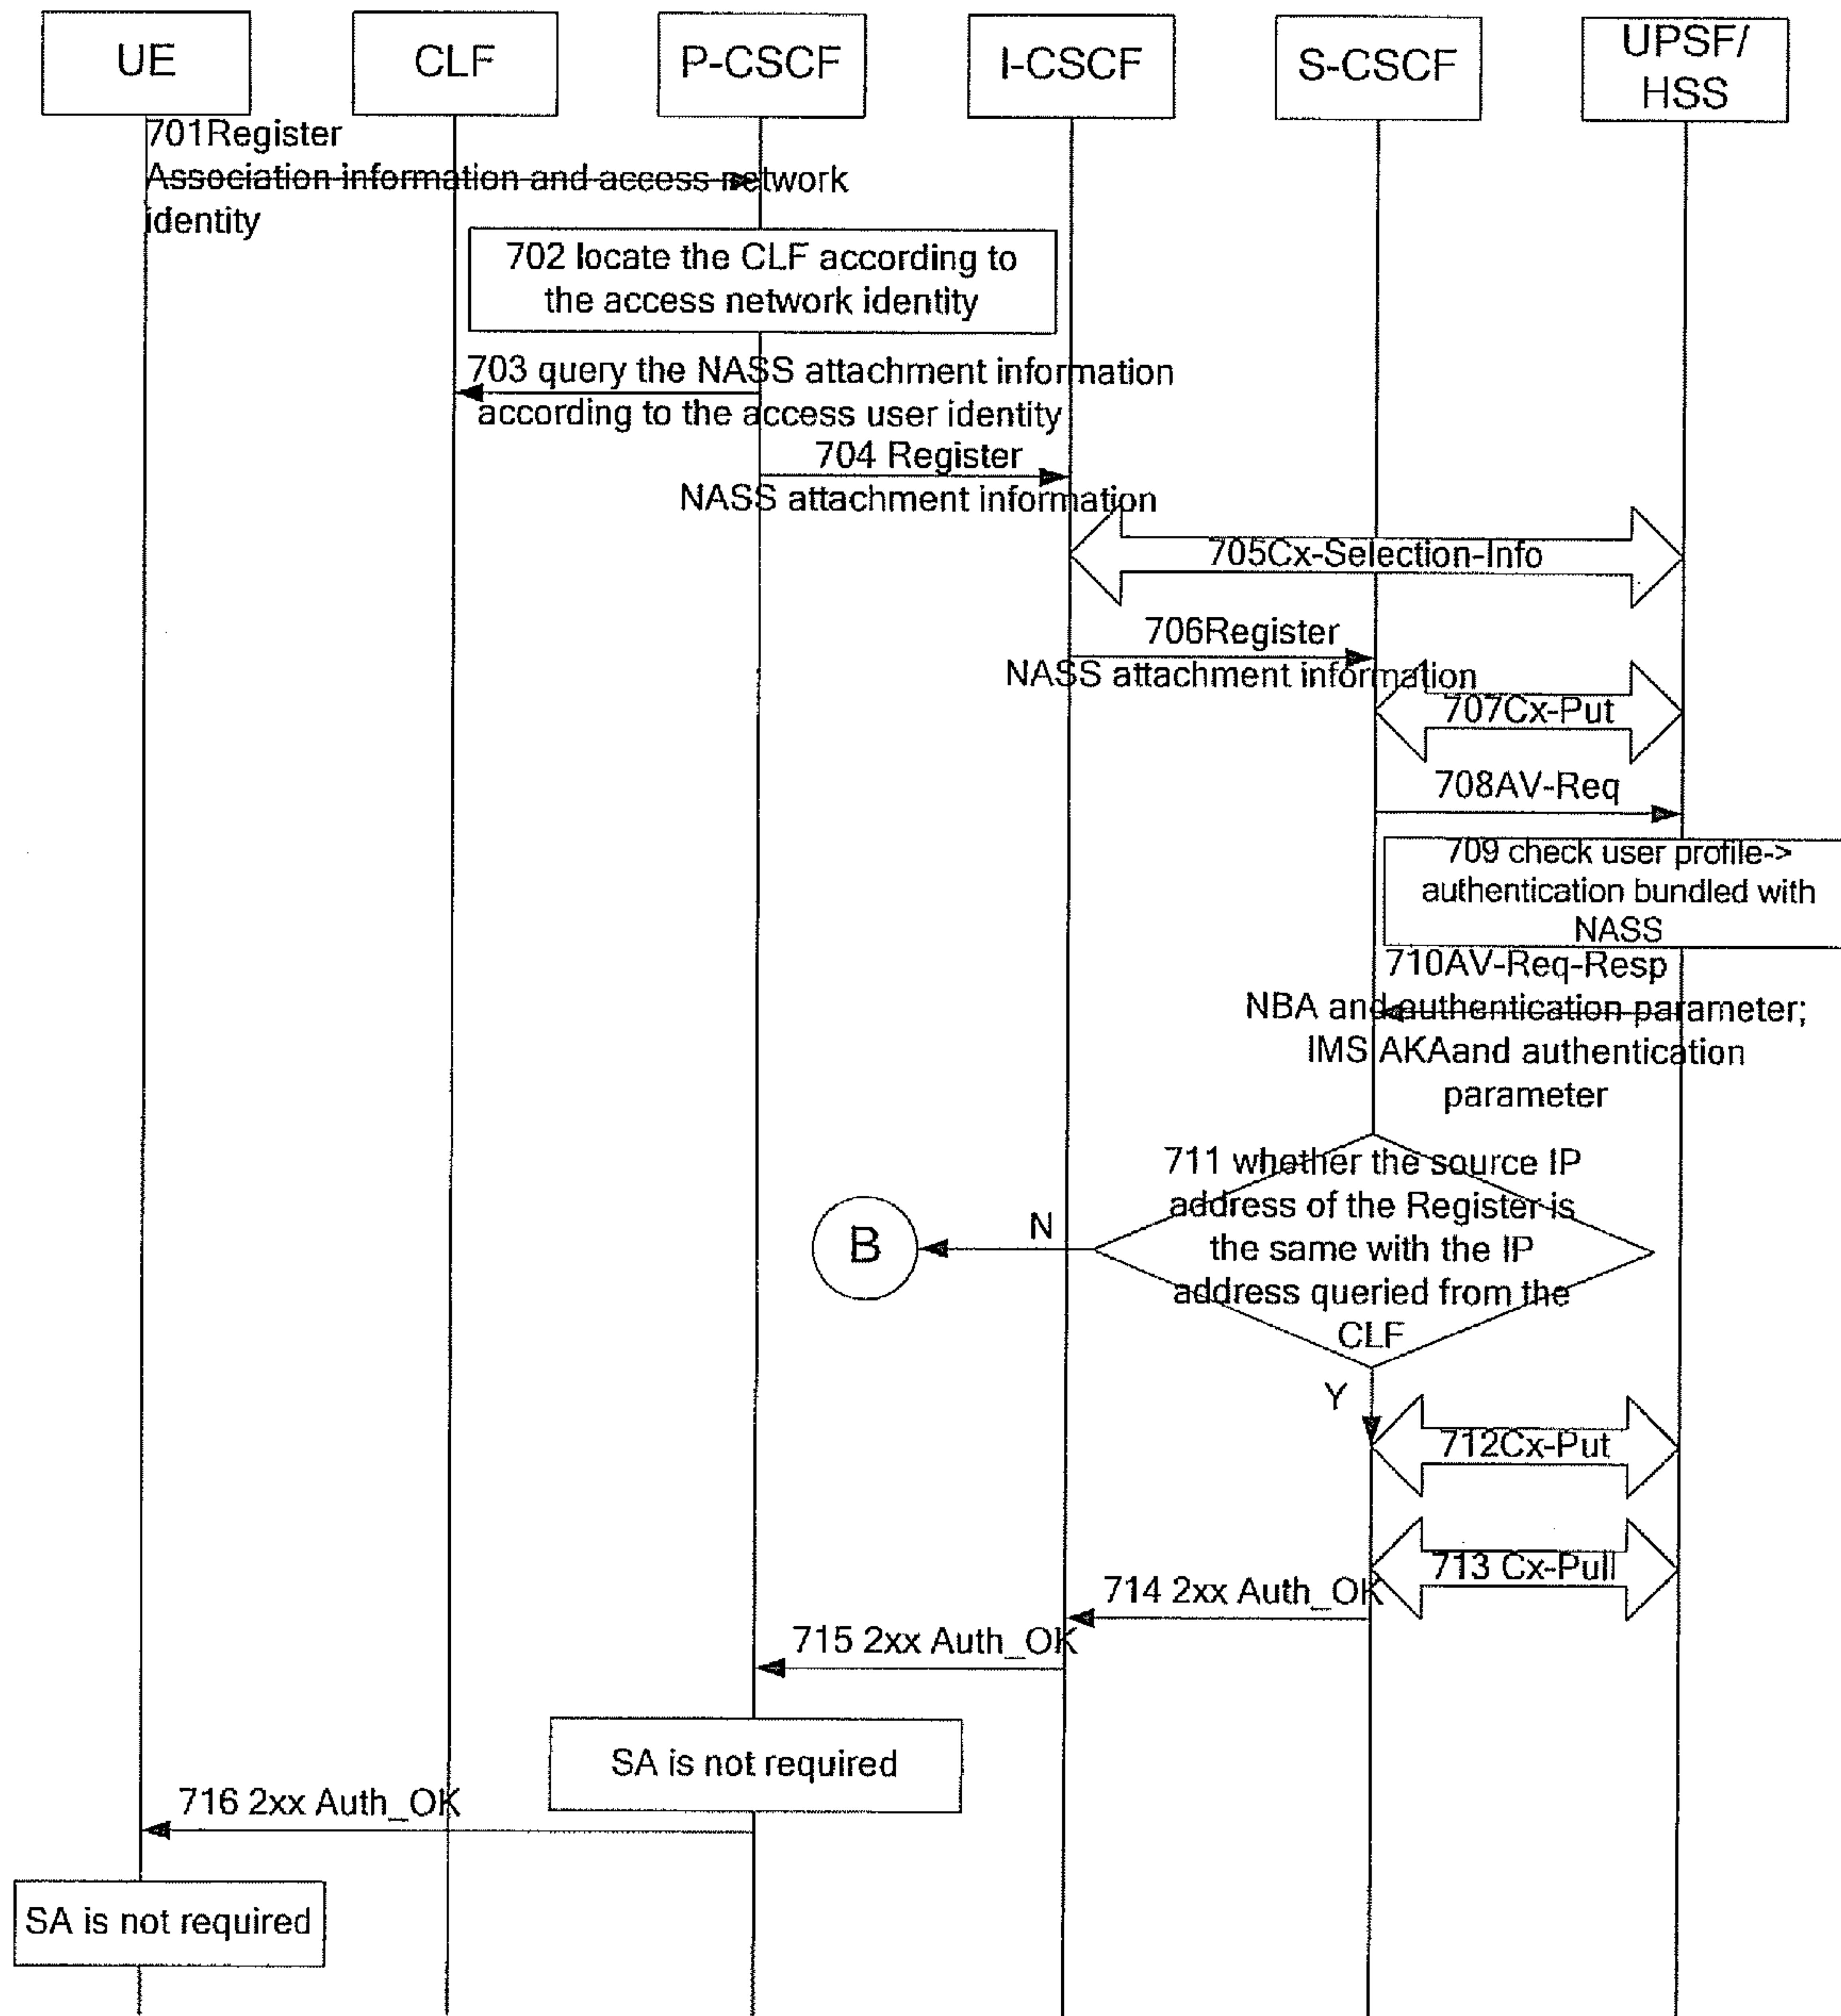 UE
CLF
P-CSCF
I-CSCF
S-CSCF
UPSF/
HSS
701Register
Association information and access network
identity
702 locate the CLF according to
the access network identity
703 query the NASS attachment information
according to the access user identity
704 Register
NASS attachment information
705Cx-Selection-Info
706Register
NASS attachment information
707Cx-Put
708AV-Req
709 check user profile->
authentication bundled with
NASS
710AV-Req-Resp
NBA and authentication parameter;
IMS AKAand authentication
parameter
711 whether the source IP
address of the Register is
the same with the IP
address queried from the
CLF
N
B
Y
712Cx-Put
713 Cx-Pull
714 2xx Auth_OK
715 2xx Auth_OK
SA is not required
716 2xx Auth_OK
SA is not required